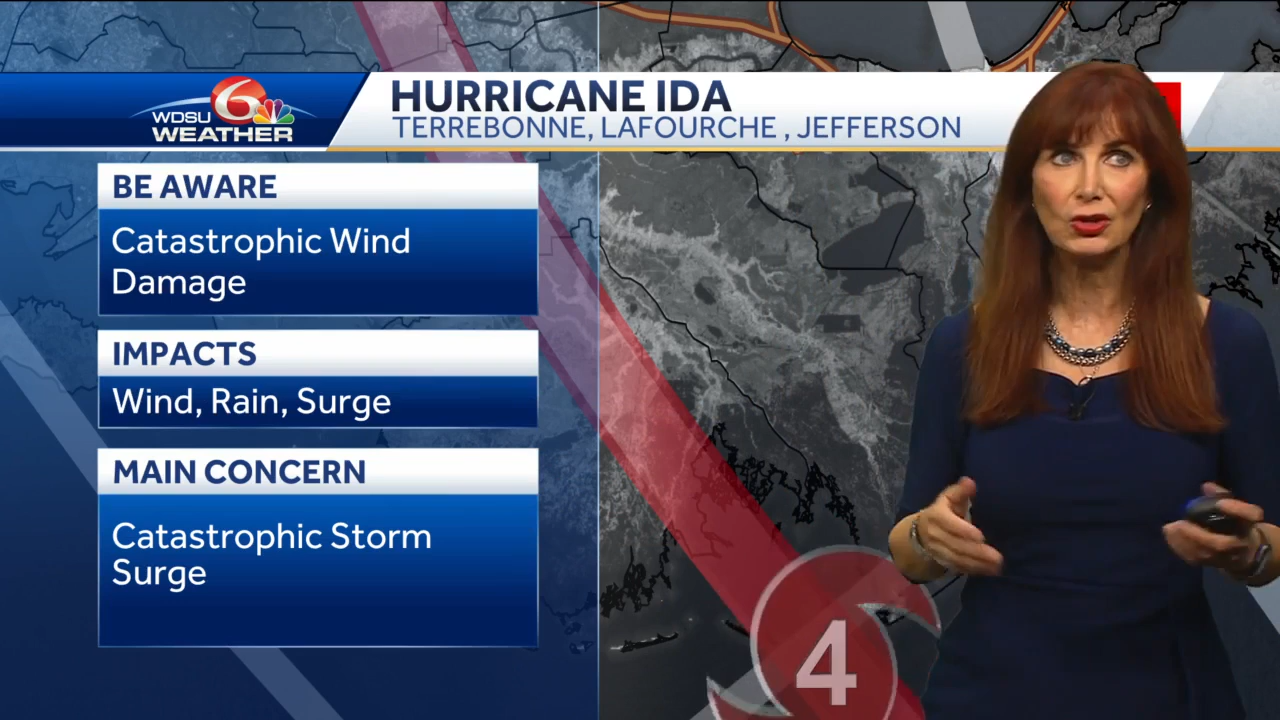 WDSU 6
WEATHER
HURRICANE IDA
TERREBONNE, LAFOURCHE , JEFFERSON
BE AWARE
Catastrophic Wind
Damage
IMPACTS
Wind, Rain, Surge
MAIN CONCERN
Catastrophic Storm
Surge
4